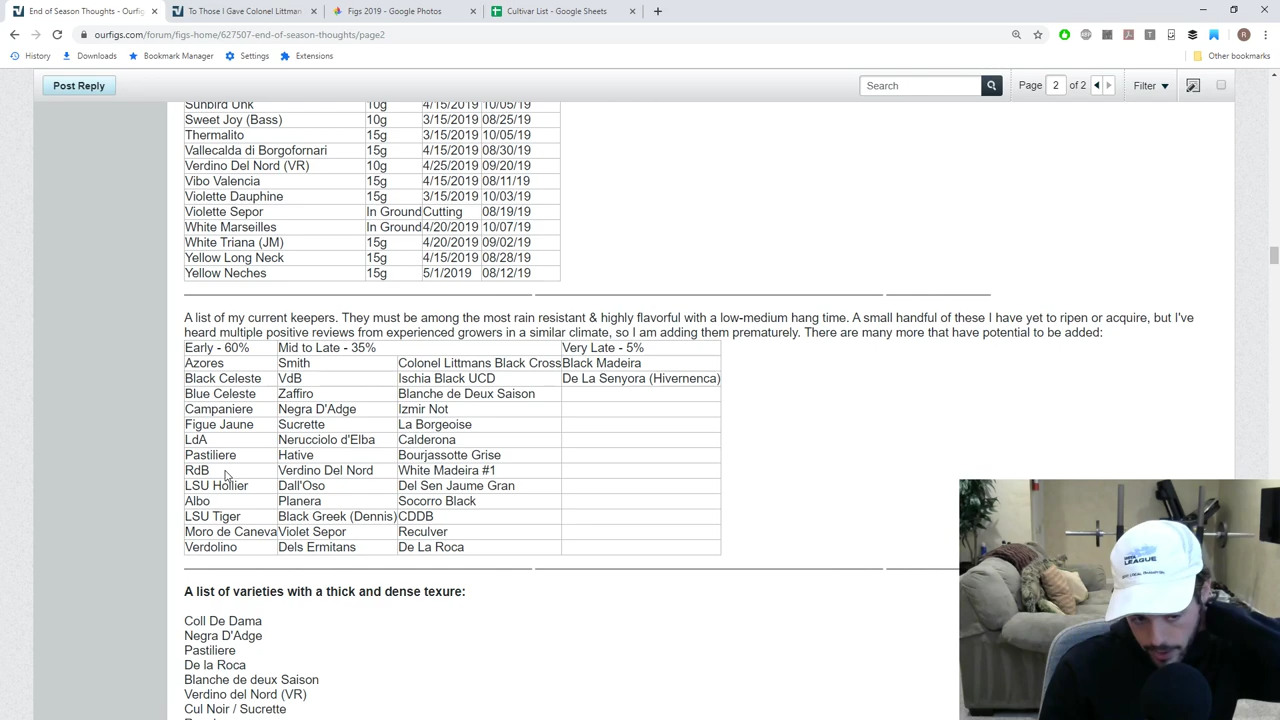 End of Season Thoughts - Ourfi
To Those I Gave Colonel Littman
Figs 2019 - Google Photos
Cultivar List - Google Sheets
ourfigs.com/forum/figs-home/627507-end-of-season-thoughts/page2
History
Downloads
Bookmark Manager
Settings
Extensions
Other bookmarks
Post Reply
Search
Page 2 of 2
Filter
Sunbird Unk 10g 4/15/2019 10/05/19
Sweet Joy (Bass) 10g 3/15/2019 08/25/19
Thermalito 15g 3/15/2019 10/05/19
Vallecalda di Borgofornari 15g 4/15/2019 08/30/19
Verdino Del Nord (VR) 10g 4/25/2019 09/20/19
Vibo Valencia 15g 4/15/2019 08/11/19
Violette Dauphine 15g 3/15/2019 10/03/19
Violette Sepor In Ground Cutting 08/19/19
White Marseilles In Ground 4/20/2019 10/07/19
White Triana (JM) 15g 4/20/2019 09/02/19
Yellow Long Neck 15g 4/15/2019 08/28/19
Yellow Neches 15g 5/1/2019 08/12/19
A list of my current keepers. They must be among the most rain resistant & highly flavorful with a low-medium hang time. A small handful of these I have yet to ripen or acquire, but I've
heard multiple positive reviews from experienced growers in a similar climate, so I am adding them prematurely. There are many more that have potential to be added:
Early - 60% Mid to Late - 35% Very Late - 5%
Azores Smith Colonel Littmans Black Cross Black Madeira
Black Celeste VdB Ischia Black UCD De La Senyora (Hivernenca)
Blue Celeste Zaffiro Blanche de Deux Saison
Campaniere Negra D'Adge Izmir Not
Figue Jaune Sucrette La Borgeoise
LdA Nerucciolo d'Elba Calderona
Pastiliere Hative Bourjassotte Grise
RdB Verdino Del Nord White Madeira #1
LSU Hollier Dall'Oso Del Sen Jaume Gran
Albo Planera Socorro Black
LSU Tiger Black Greek (Dennis) CDDB
Moro de Caneva Violet Sepor Reculver
Verdolino Dels Ermitans De La Roca
A list of varieties with a thick and dense texure:
Coll De Dama
Negra D'Adge
Pastiliere
De la Roca
Blanche de deux Saison
Verdino del Nord (VR)
Cul Noir / Sucrette
LEAGUE